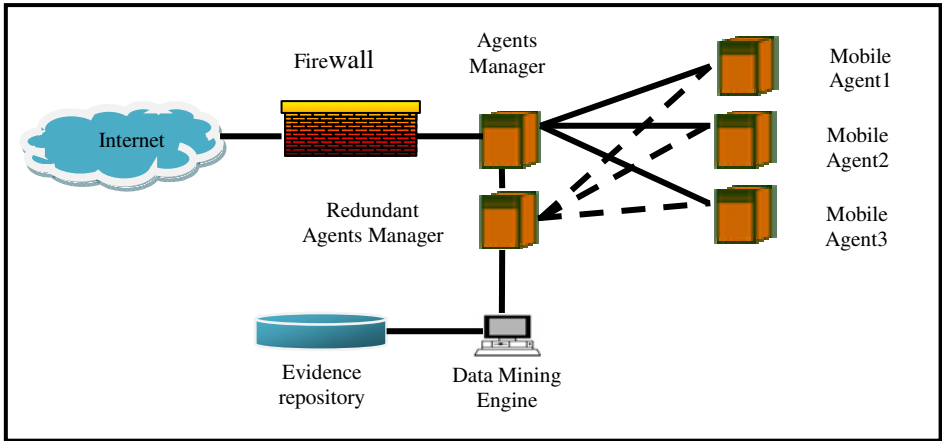 Firewall
Agents
Manager
Mobile
Agent1
Internet
Mobile
Agent2
Redundant
Agents Manager
Mobile
Agent3
Evidence
repository
Data Mining
Engine